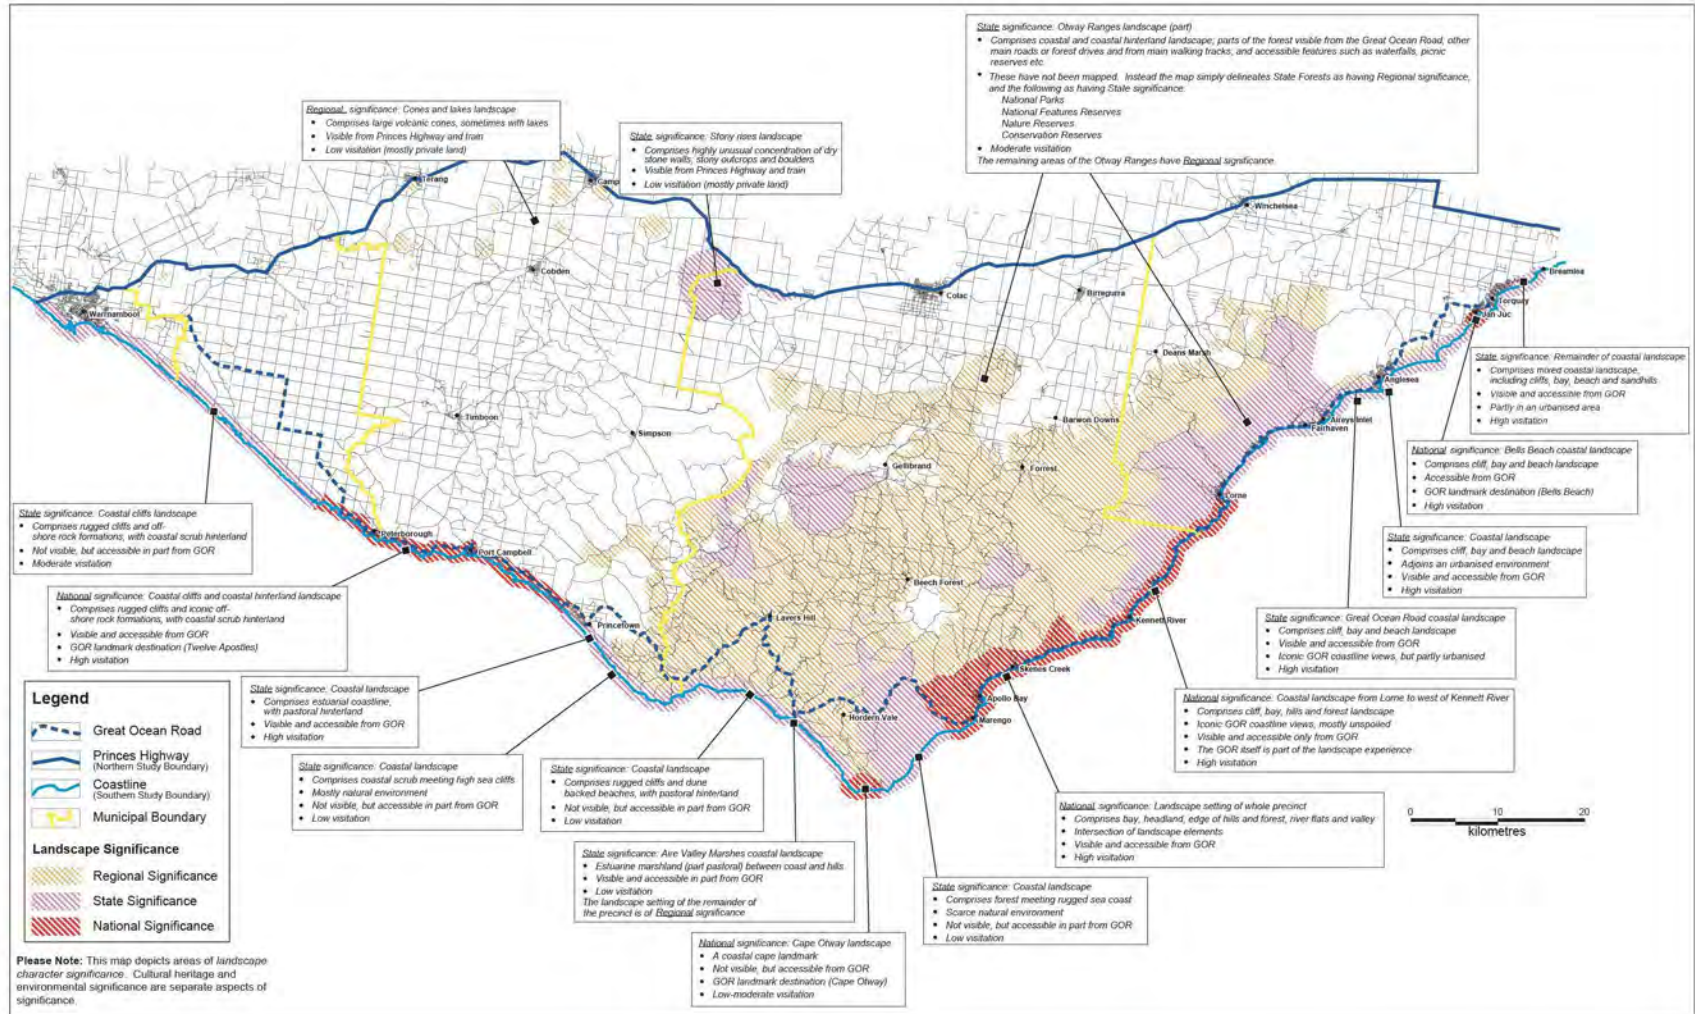 State significance: Otway Ranges landscape (part)
• Comprises coastal and coastal hinterland landscape; parts of the forest visible from the Great Ocean Road, other
main roads or forest drives and from main walking tracks; and accessible features such as waterfalls, picnic
reserves etc.
• These have not been mapped. Instead the map simply delineates State Forests as having Regional significance,
and the following as having State significance:
National Parks
National Features Reserves
Nature Reserves
Conservation Reserves
• Moderate visitation
The remaining areas of the Otway Ranges have Regional significance.
Regional significance: Cones and lakes landscape
• Comprises large volcanic cones, sometimes with lakes
• Visible from Princes Highway and train
• Low visitation (mostly private land)
State significance: Stony rises landscape
• Comprises highly unusual concentration of dry
stone walls, stony outcrops and boulders
• Visible from Princes Highway and train
• Low visitation (mostly private land)
Terang
Camp
Winchelsea
Cobden
Colac
Birregurra
Breamlea
Torquay
Jan Juc
Warrnambool
Deans Marsh
Anglesea
Aireys Inlet
Fairhaven
Timboon
Simpson
Barwon Downs
Gellibrand
Forrest
Lorne
Peterborough
Port Campbell
Beech Forest
Princetown
Lavers Hill
Kennett River
Skenes Creek
Apollo Bay
Marengo
Hordern Vale
State significance: Remainder of coastal landscape
• Comprises mixed coastal landscape,
including cliffs, bay, beach and sandhills
• Visible and accessible from GOR
• Partly in an urbanised area
• High visitation
National significance: Bells Beach coastal landscape
• Comprises cliff, bay and beach landscape
• Accessible from GOR
• GOR landmark destination (Bells Beach)
• High visitation
State significance: Coastal landscape
• Comprises cliff, bay and beach landscape
• Adjoins an urbanised environment
• Visible and accessible from GOR
• High visitation
State significance: Great Ocean Road coastal landscape
• Comprises cliff, bay and beach landscape
• Visible and accessible from GOR
• Iconic GOR coastline views, but partly urbanised
• High visitation
National significance: Coastal landscape from Lorne to west of Kennett River
• Comprises cliff, bay, hills and forest landscape
• Iconic GOR coastline views, mostly unspoiled
• Visible and accessible only from GOR
• The GOR itself is part of the landscape experience
• High visitation
National significance: Landscape setting of whole precinct
• Comprises bay, headland, edge of hills and forest, river flats and valley
• Intersection of landscape elements
• Visible and accessible from GOR
• High visitation
State significance: Coastal landscape
• Comprises forest meeting rugged sea coast
• Scarce natural environment
• Not visible, but accessible in part from GOR
• Low visitation
National significance: Cape Otway landscape
• A coastal cape landmark
• Not visible, but accessible from GOR
• GOR landmark destination (Cape Otway)
• Low-moderate visitation
State significance: Aire Valley Marshes coastal landscape
• Estuarine marshland (part pastoral) between coast and hills
• Visible and accessible in part from GOR
• Low visitation
The landscape setting of the remainder of
the precinct is of Regional significance
State significance: Coastal landscape
• Comprises rugged cliffs and dune
backed beaches, with pastoral hinterland
• Not visible, but accessible in part from GOR
• Low visitation
State significance: Coastal landscape
• Comprises coastal scrub meeting high sea cliffs
• Mostly natural environment
• Not visible, but accessible in part from GOR
• Low visitation
State significance: Coastal landscape
• Comprises estuarial coastline,
with pastoral hinterland
• Visible and accessible from GOR
• High visitation
State significance: Coastal cliffs landscape
• Comprises rugged cliffs and off-
shore rock formations, with coastal scrub hinterland
• Not visible, but accessible in part from GOR
• Moderate visitation
National significance: Coastal cliffs and coastal hinterland landscape
• Comprises rugged cliffs and iconic off-
shore rock formations, with coastal scrub hinterland
• Visible and accessible from GOR
• GOR landmark destination (Twelve Apostles)
• High visitation
Legend
Great Ocean Road
Princes Highway
(Northern Study Boundary)
Coastline
(Southern Study Boundary)
Municipal Boundary
Landscape Significance
Regional Significance
State Significance
National Significance
Please Note: This map depicts areas of landscape
character significance. Cultural heritage and
environmental significance are separate aspects of
significance.
0 10 20
kilometres